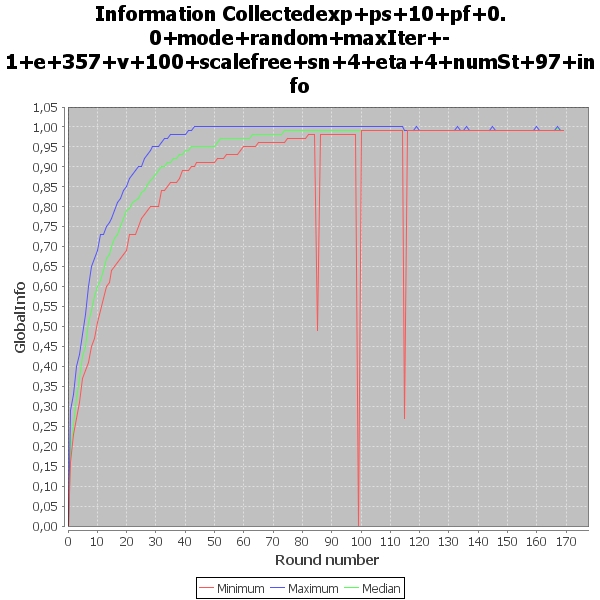 Information Collectedexp+ps+10+pf+0.
0+mode+random+maxIter+-
1+e+357+v+100+scalefree+sn+4+eta+4+numSt+97+in
fo
1,05
1,00
0,95
0,90
0,85
0,80
0,75
0,70
0,65
0,60
0,55
0,50
0,45
0,40
0,35
0,30
0,25
0,20
0,15
0,10
0,05
0,00
GlobalInfo
0 10 20 30 40 50 60 70 80 90 100 110 120 130 140 150 160 170
Round number
Minimum Maximum Median